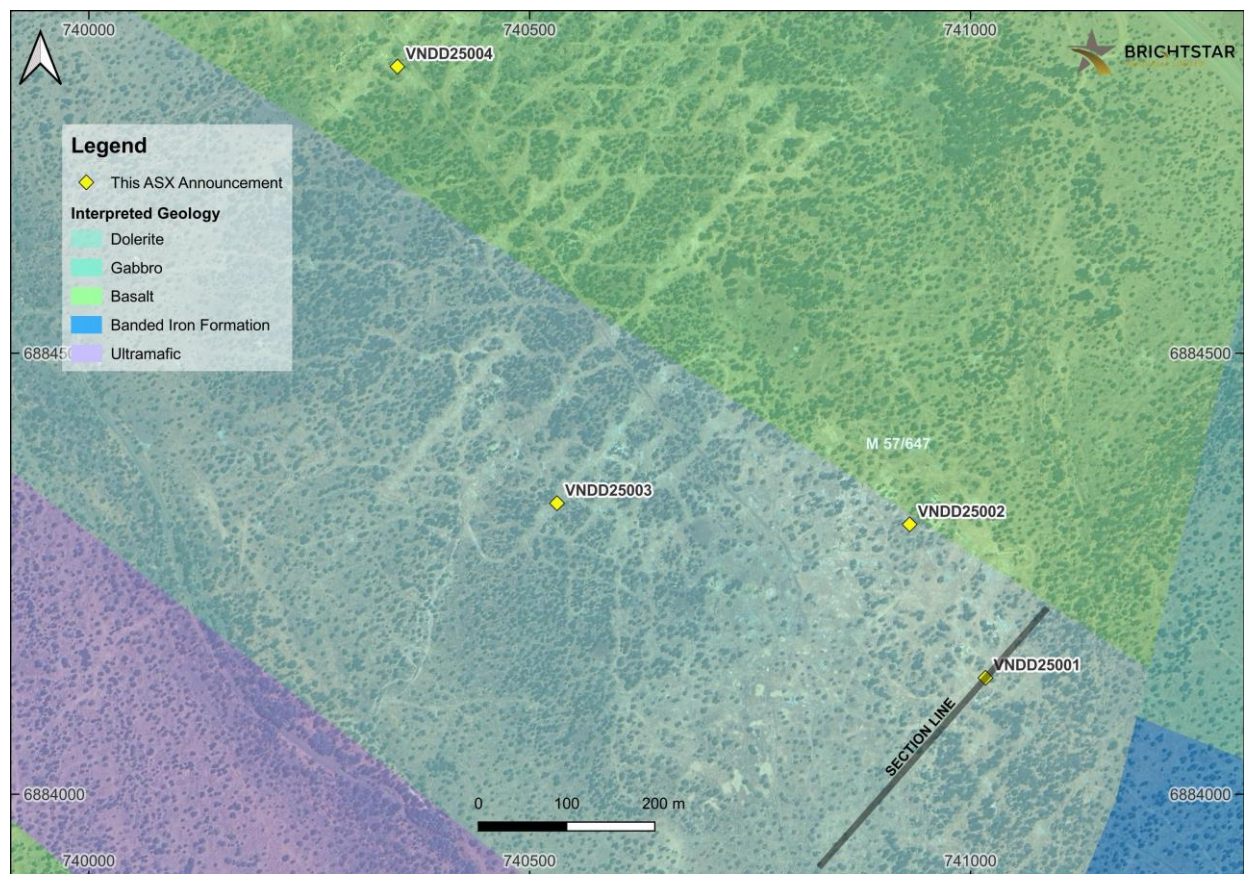 740000
740500
741000
VNDD25004
BRIGHTSTAR
Legend
This ASX Announcement
Interpreted Geology
Dolerite
Gabbro
Basalt
Banded Iron Formation
Ultramafic
6884500
M 57/647
VNDD25003
VNDD25002
VNDD25001
SECTION LINE
0 100 200 m
6884000
6884000
740000
740500
741000